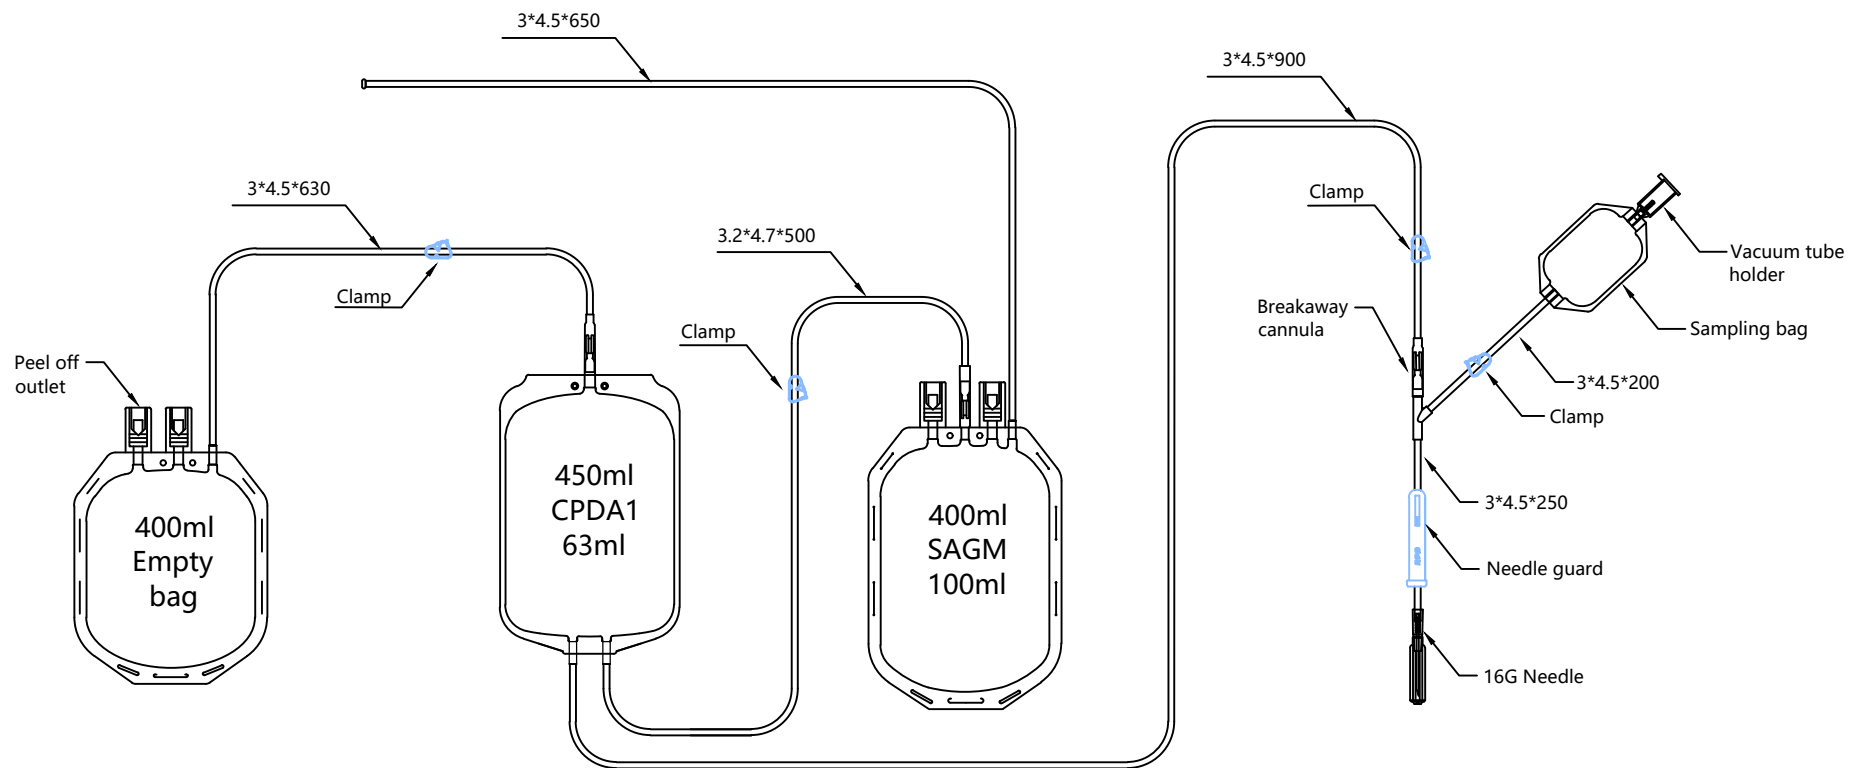 3*4.5*650
3*4.5*900
3*4.5*630
Clamp
3.2*4.7*500
Clamp
Vacuum tube
holder
Clamp
Breakaway
cannula
Sampling bag
Clamp
Peel off
outlet
3*4.5*200
Clamp
450ml
CPDA1
63ml
400ml
Empty
bag
400ml
SAGM
100ml
3*4.5*250
Needle guard
16G Needle